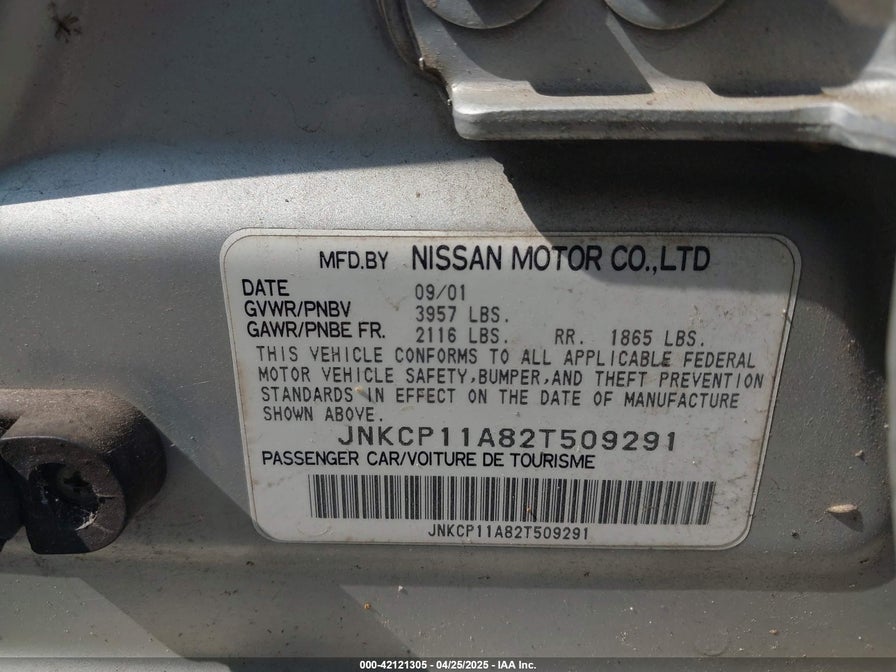 MFD.BY NISSAN MOTOR CO.,LTD
DATE 09/01
GVWR/PNBV 3957 LBS.
GAWR/PNBE FR. 2116 LBS. RR. 1865 LBS.
THIS VEHICLE CONFORMS TO ALL APPLICABLE FEDERAL
MOTOR VEHICLE SAFETY,BUMPER,AND THEFT PREVENTION
STANDARDS IN EFFECT ON THE DATE OF MANUFACTURE
SHOWN ABOVE.
JNKCP11A82T509291
PASSENGER CAR/VOITURE DE TOURISME
JNKCP11A82T509291
000-42121305 - 04/25/2025 - IAA Inc.